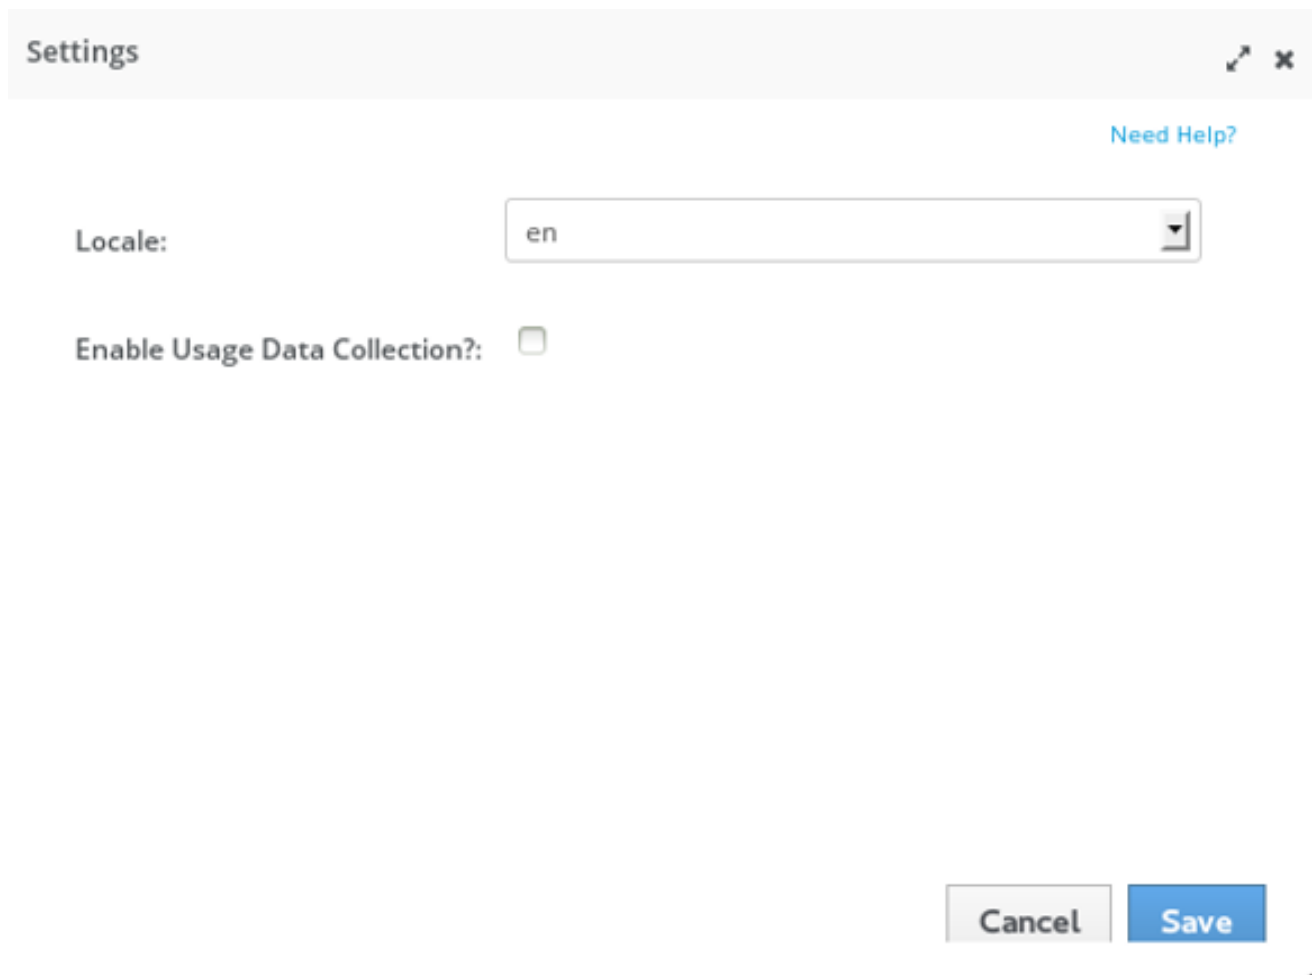 Settings
Need Help?
Locale:
en
Enable Usage Data Collection?:
Cancel
Save